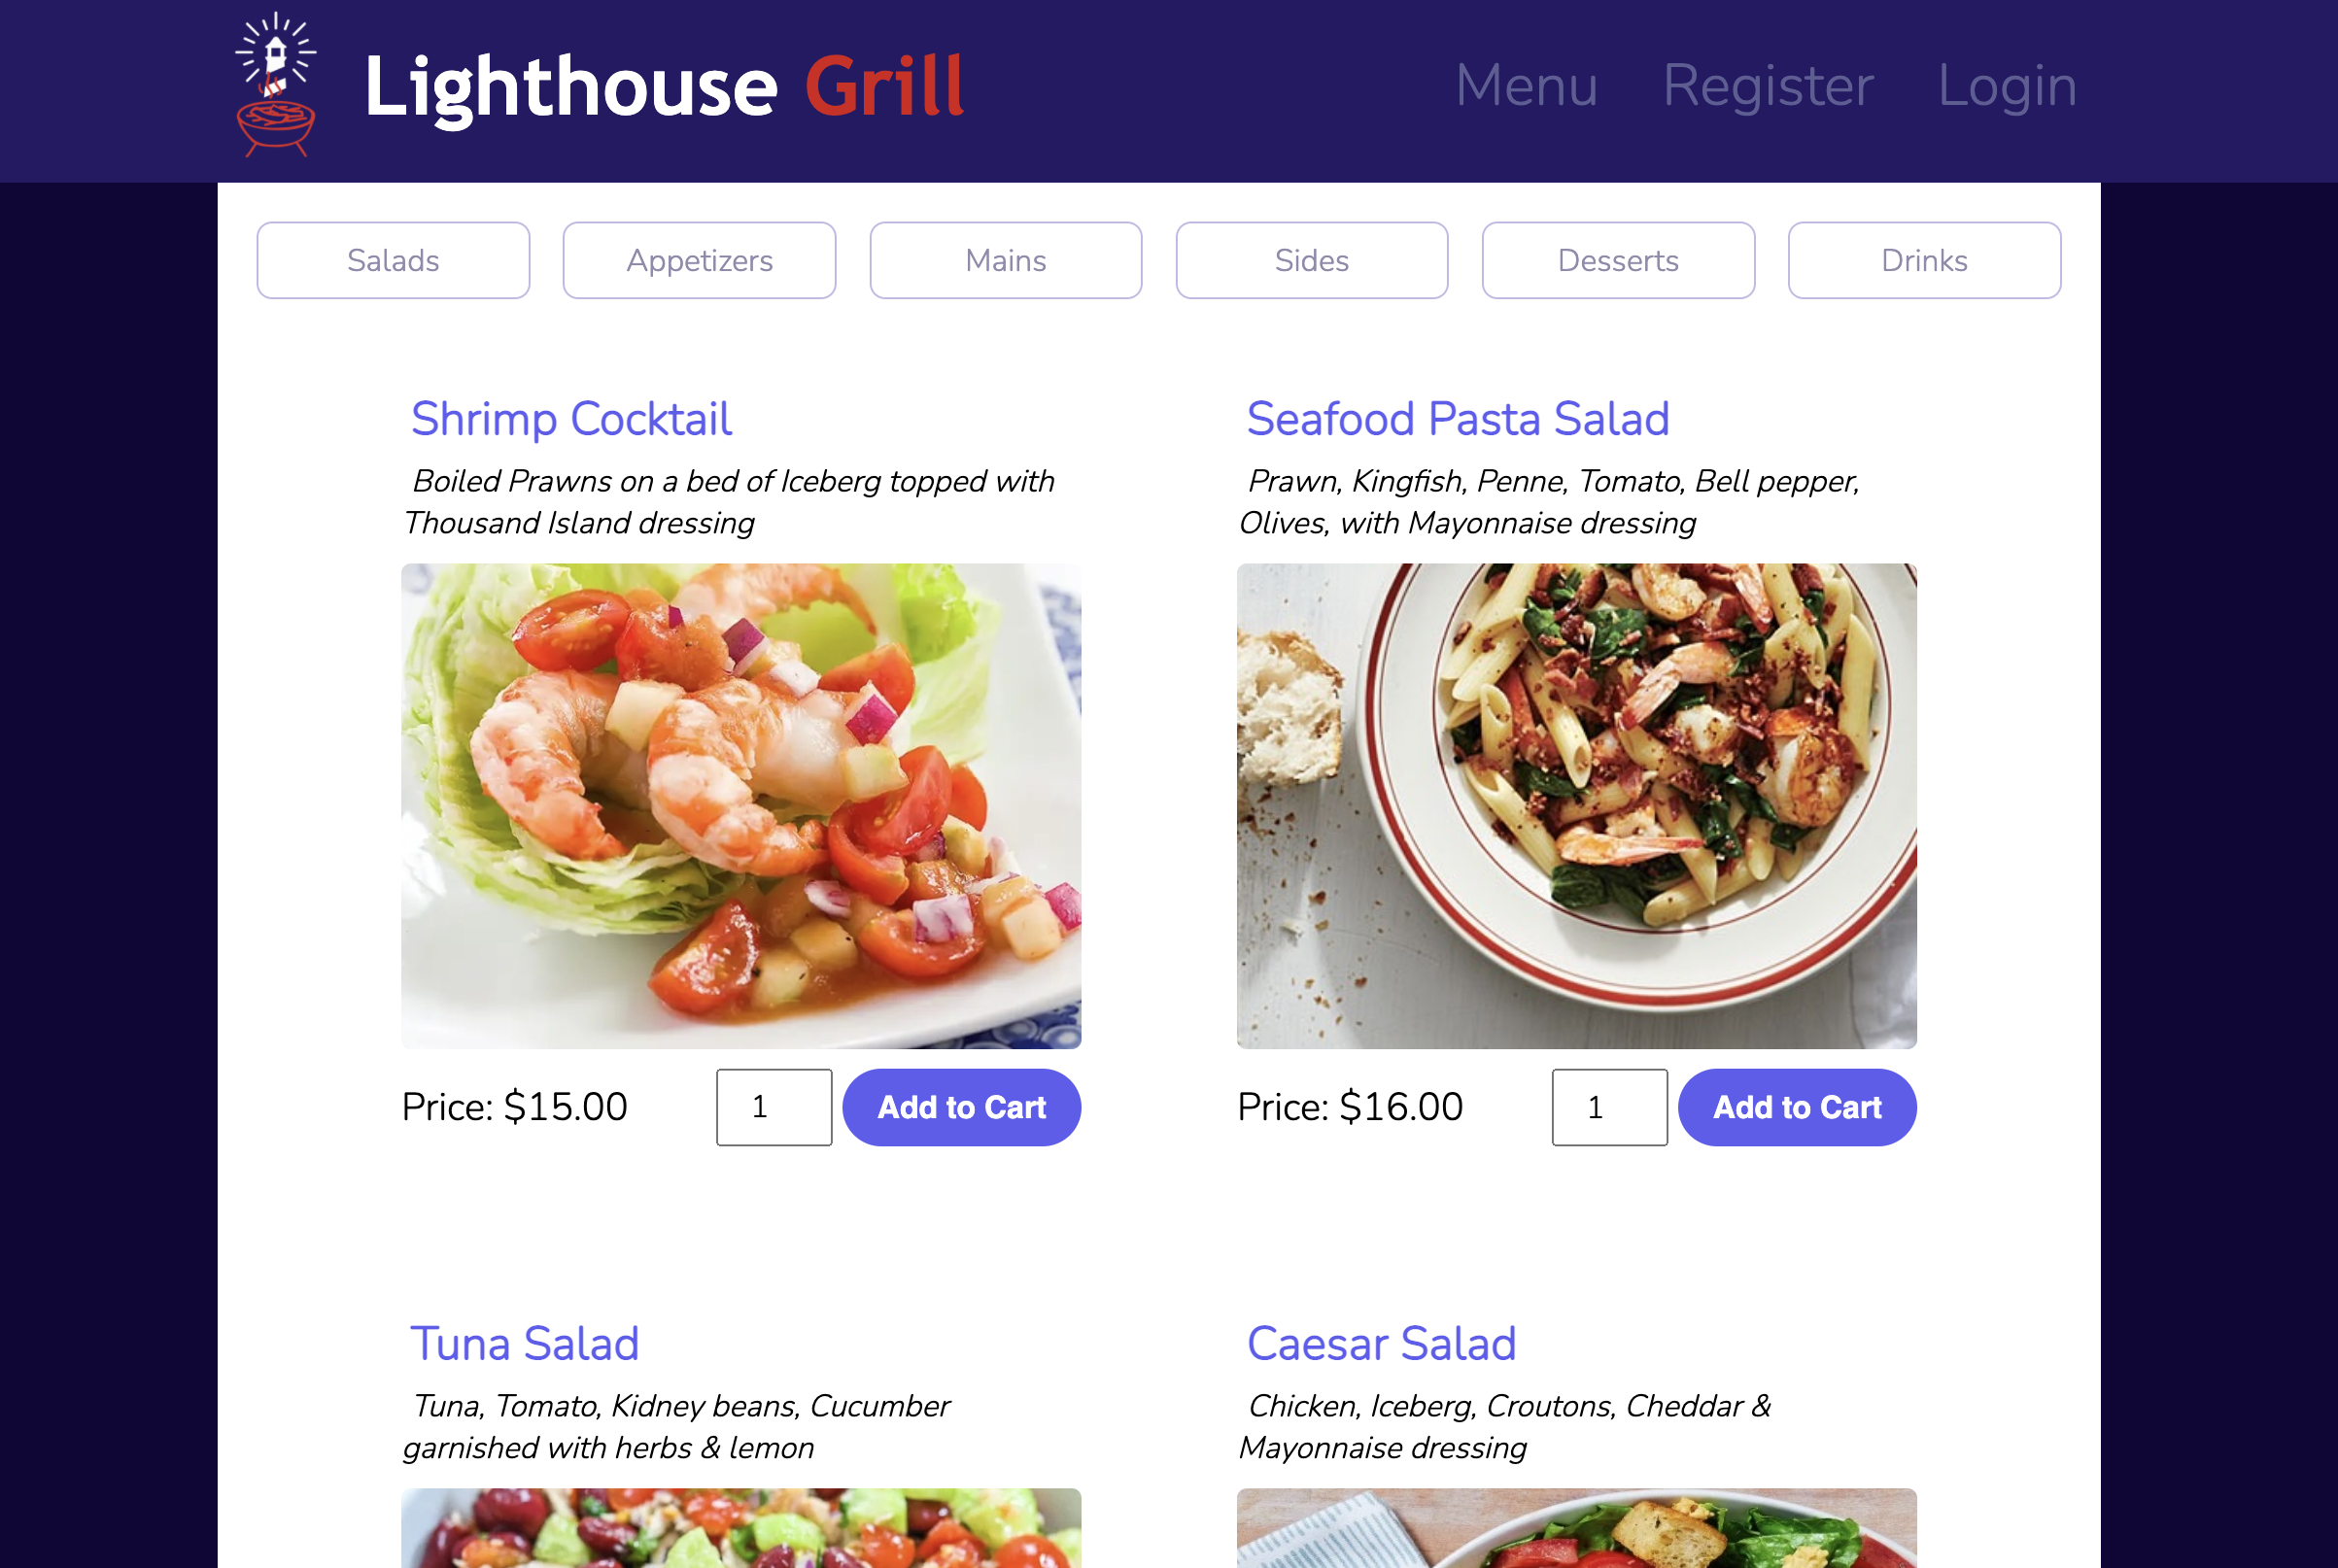 Lighthouse Grill
Menu Register Login
Salads Appetizers Mains Sides Desserts Drinks
Shrimp Cocktail
Boiled Prawns on a bed of Iceberg topped with
Thousand Island dressing
Price: $15.00 1 Add to Cart
Seafood Pasta Salad
Prawn, Kingfish, Penne, Tomato, Bell pepper,
Olives, with Mayonnaise dressing
Price: $16.00 1 Add to Cart
Tuna Salad
Tuna, Tomato, Kidney beans, Cucumber
garnished with herbs & lemon
Caesar Salad
Chicken, Iceberg, Croutons, Cheddar &
Mayonnaise dressing